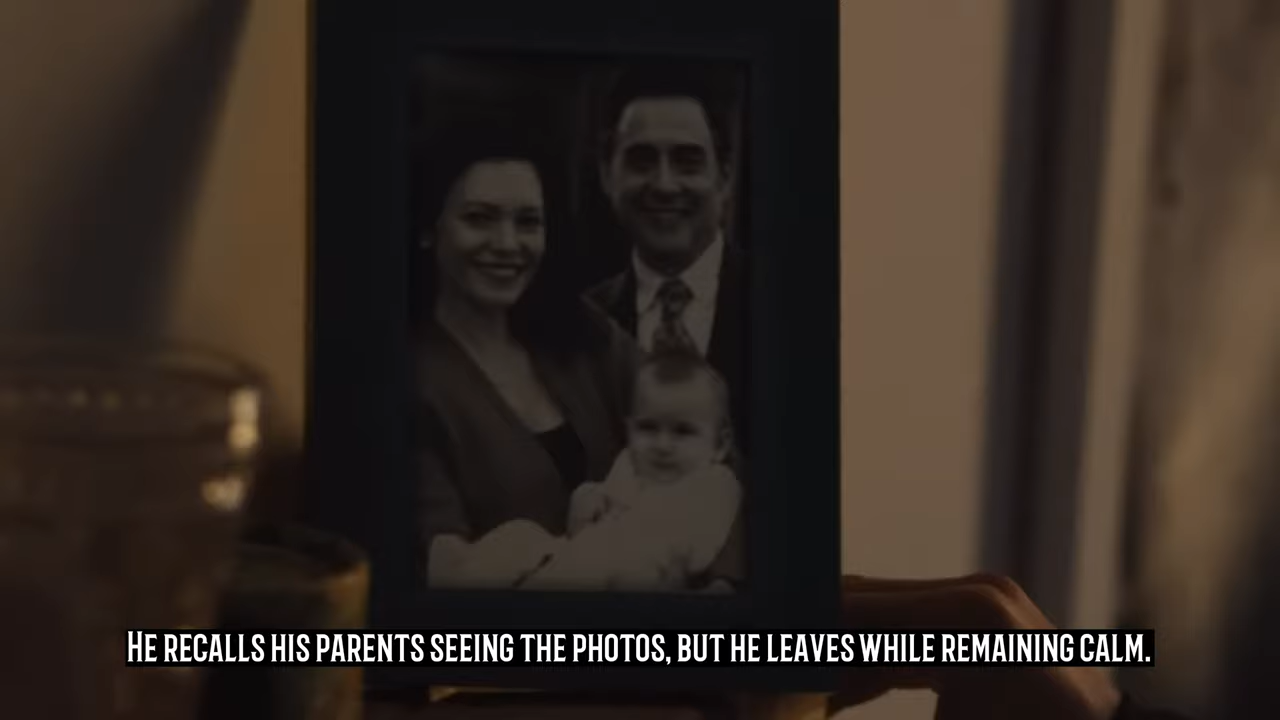 He recalls his parents seeing the photos, but he leaves while remaining calm.